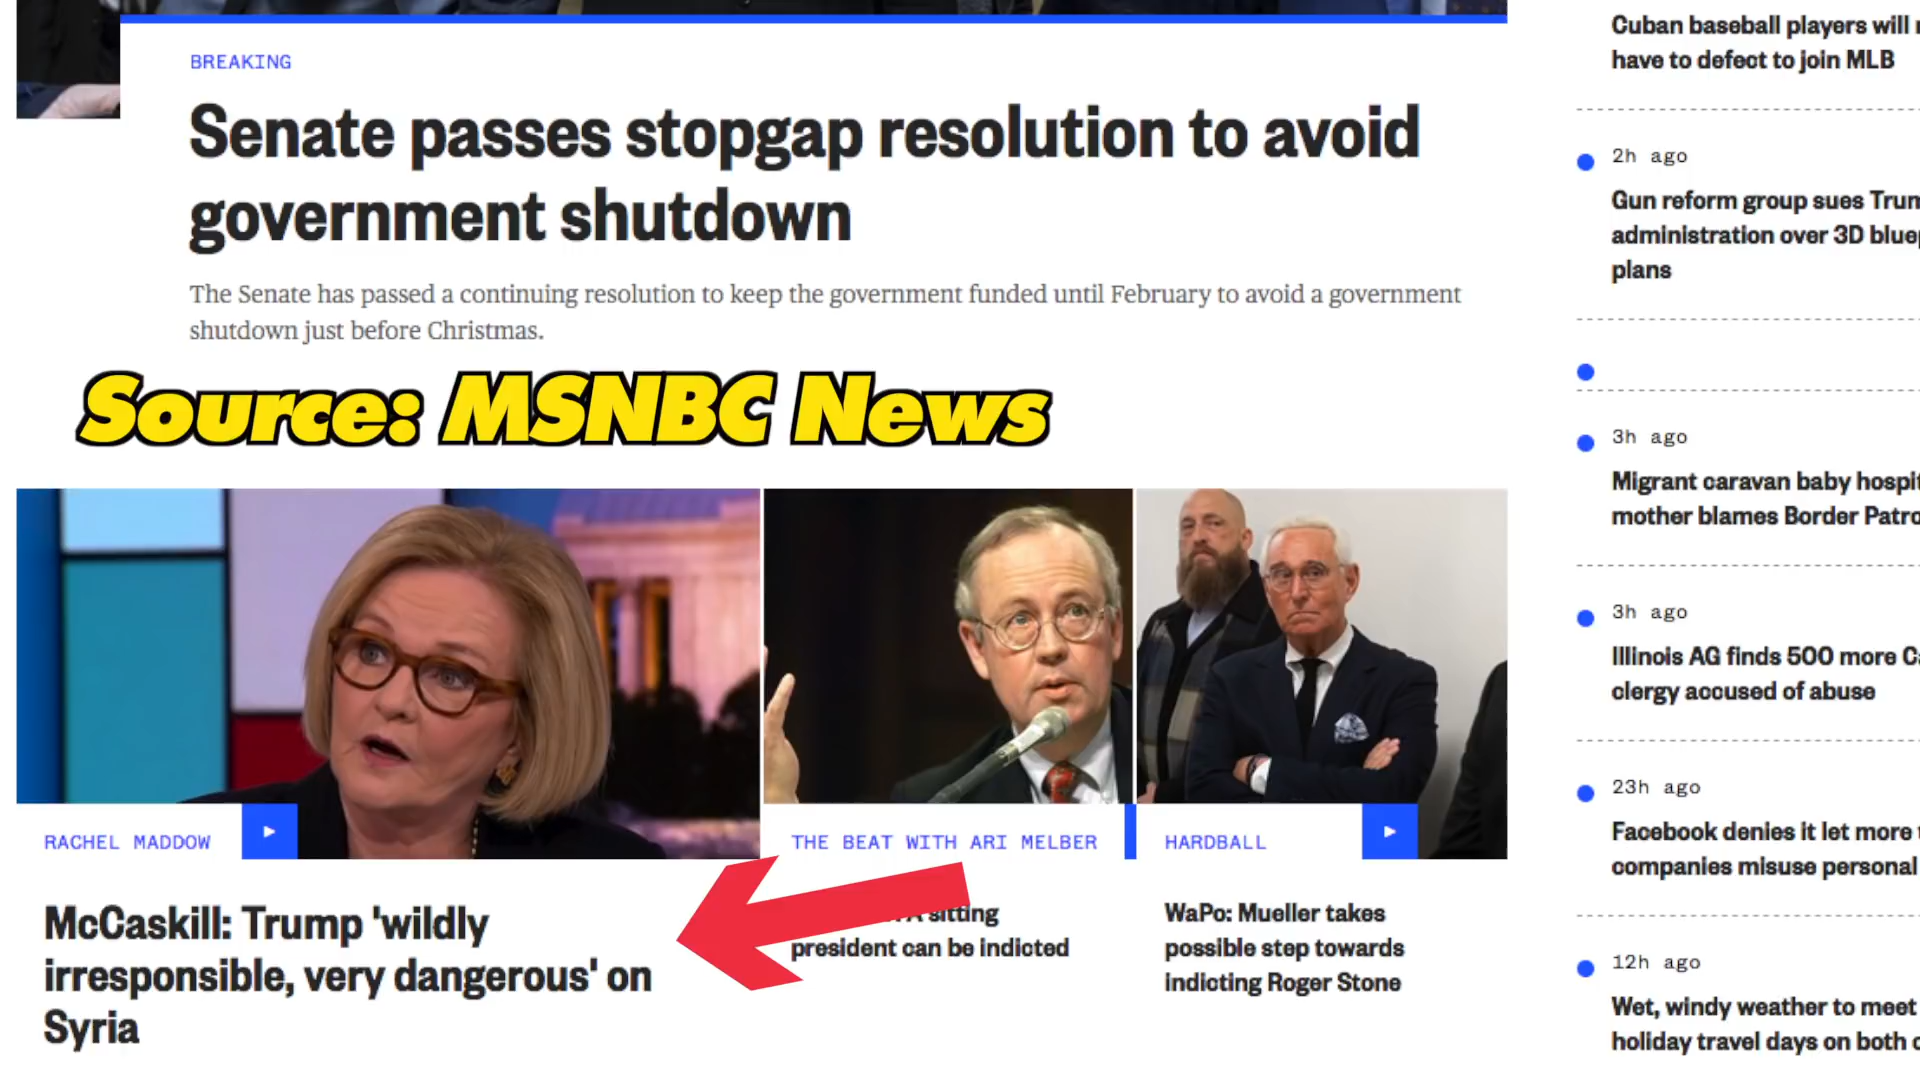 BREAKING
Senate passes stopgap resolution to avoid
government shutdown
The Senate has passed a continuing resolution to keep the government funded until February to avoid a government
shutdown just before Christmas.
Source: MSNBC News
RACHEL MADDOW
McCaskill: Trump 'wildly
irresponsible, very dangerous' on
Syria
THE BEAT WITH ARI MELBER
A sitting
president can be indicted
HARDBALL
WaPo: Mueller takes
possible step towards
indicting Roger Stone
Cuban baseball players will
have to defect to join MLB
2h ago
Gun reform group sues Trum
administration over 3D blue
plans
3h ago
Migrant caravan baby hospi
mother blames Border Patro
3h ago
Illinois AG finds 500 more C
clergy accused of abuse
23h ago
Facebook denies it let more
companies misuse personal
12h ago
Wet, windy weather to meet
holiday travel days on both